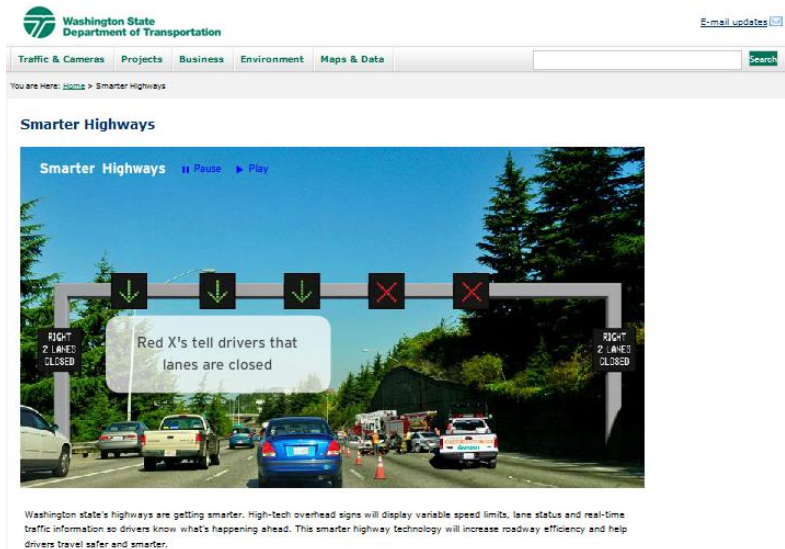 Washington State
Department of Transportation
E-mail updates
Traffic & Cameras Projects Business Environment Maps & Data
Search
You are Here: Home > Smarter Highways
Smarter Highways
Smarter Highways Pause Play
RIGHT
2 LANES
CLOSED
Red X's tell drivers that
lanes are closed
RIGHT
2 LANES
CLOSED
Washington state's highways are getting smarter. High-tech overhead signs will display variable speed limits, lane status and real-time
traffic information so drivers know what's happening ahead. This smarter highway technology will increase roadway efficiency and help
drivers travel safer and smarter.